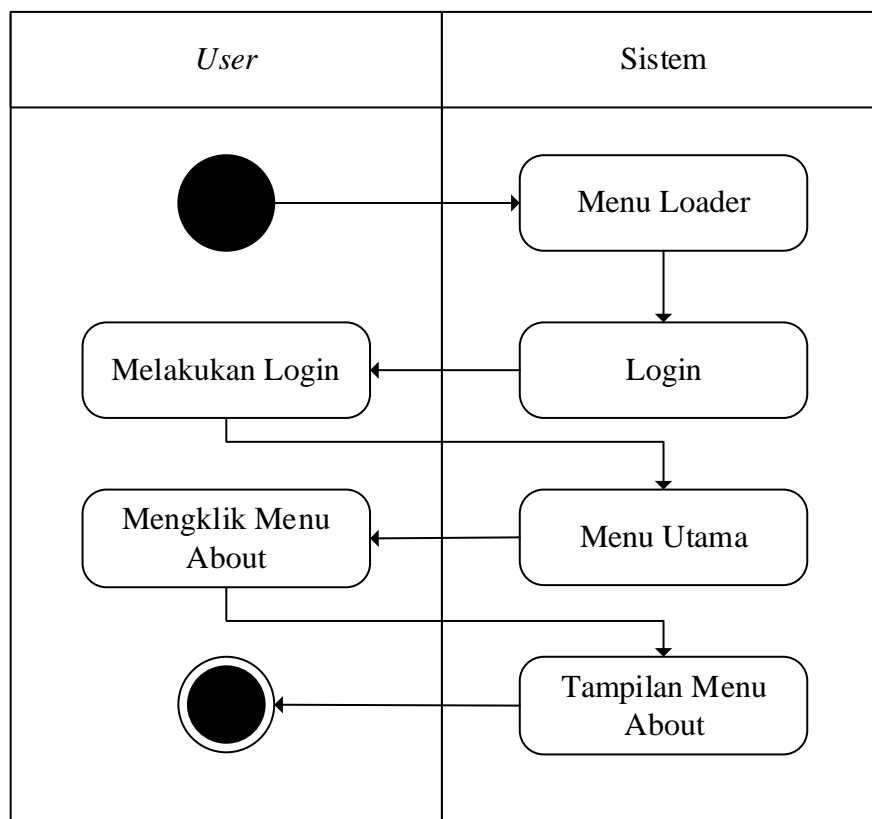 User
Sistem
Menu Loader
Melakukan Login
Login
Mengklik Menu
About
Menu Utama
Tampilan Menu
About